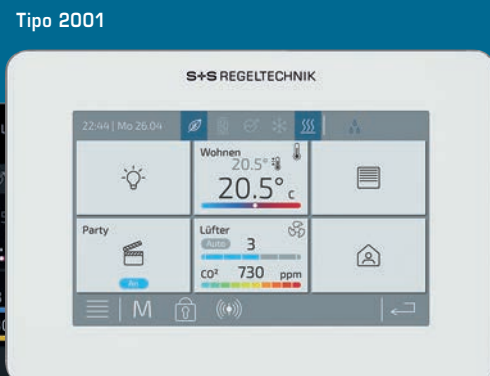 Tipo 2001
S+S REGELTECHNIK
22:44 | Mo 26.04
Wohnen
20.5°
20.5° c
Party
An
Lüfter
Auto 3
CO² 730 ppm
M